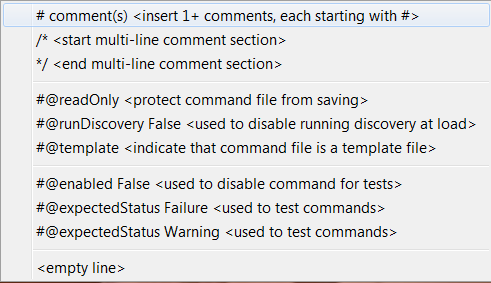 # comment(s) <insert 1+ comments, each starting with #>
/* <start multi-line comment section>
*/ <end multi-line comment section>
#@readOnly <protect command file from saving>
#@runDiscovery False <used to disable running discovery at load>
#@template <indicate that command file is a template file>
#@enabled False <used to disable command for tests>
#@expectedStatus Failure <used to test commands>
#@expectedStatus Warning <used to test commands>
<empty line>